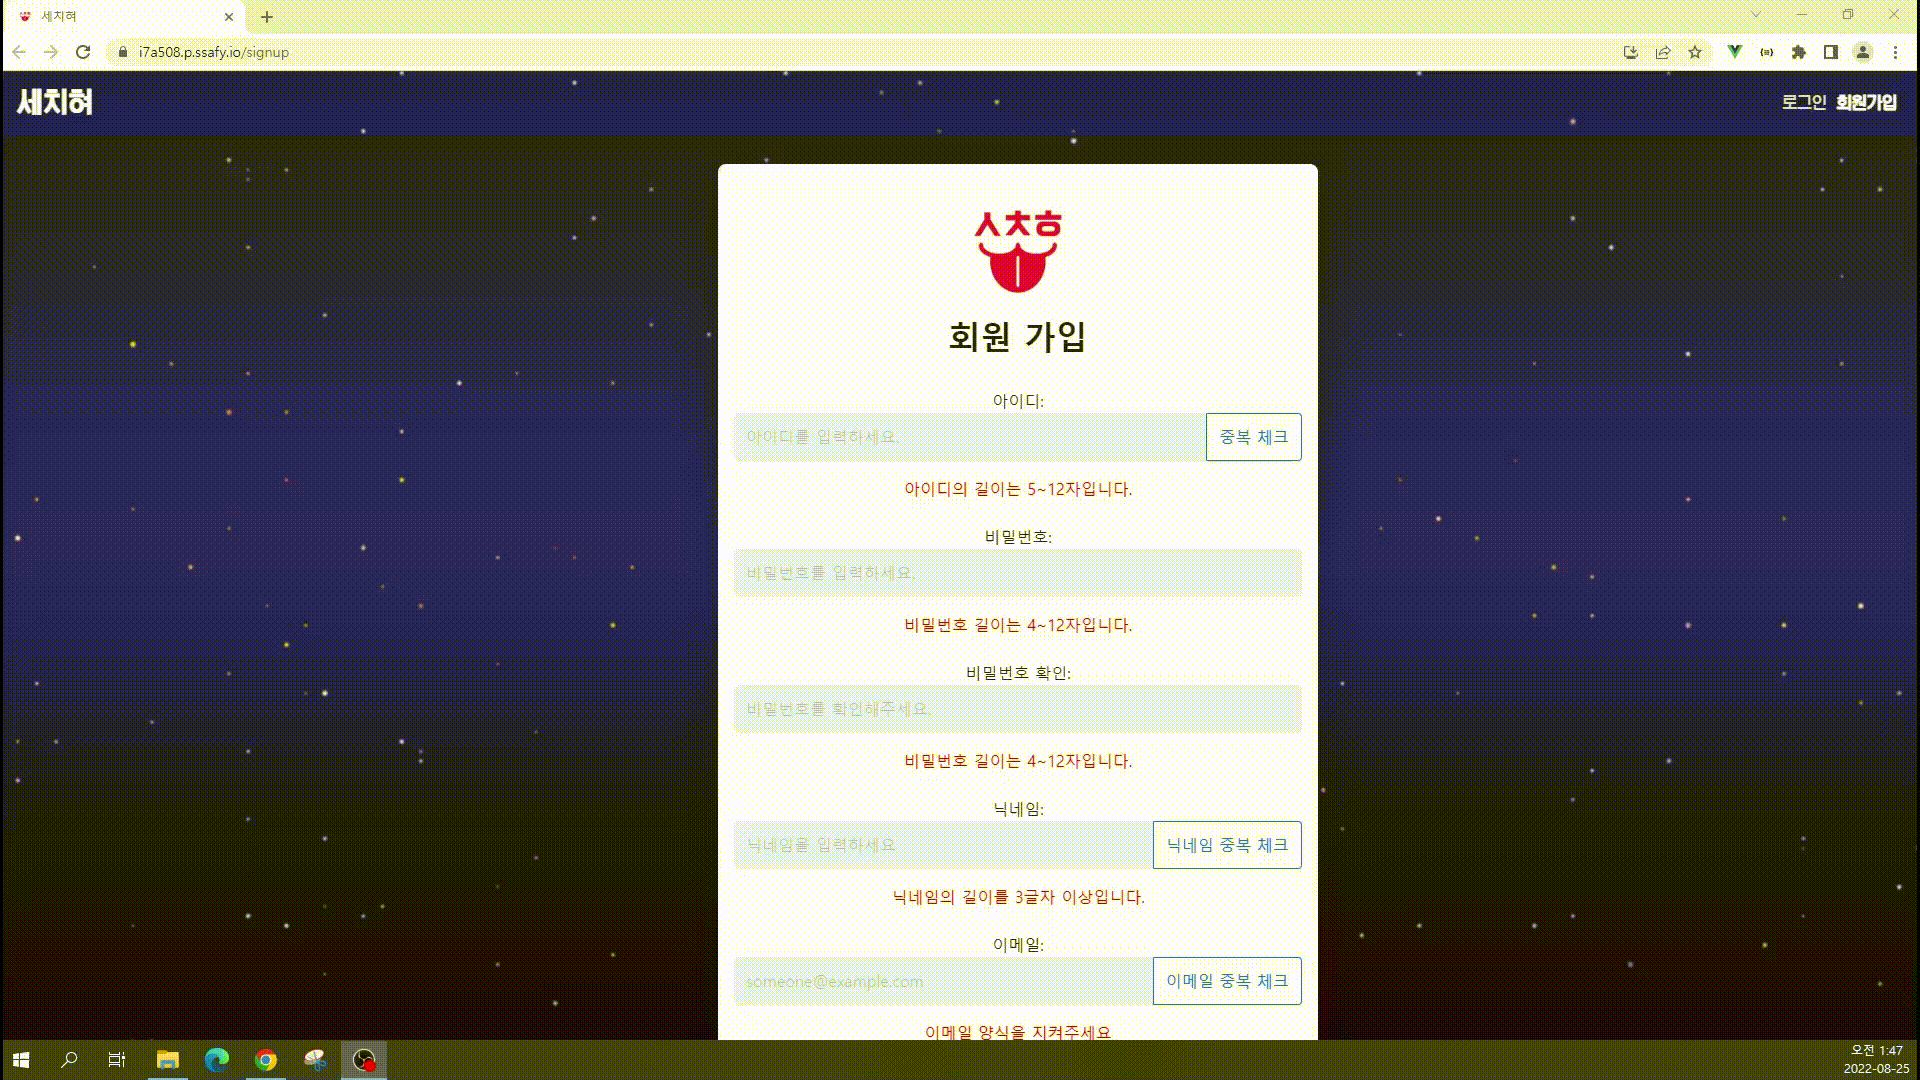 세치혀
i7a508.p.ssafy.io/signup
세치혀
로그인 회원가입
ㅅㅊㅎ
회원 가입
아이디:
아이디를 입력하세요.
중복 체크
아이디의 길이는 5~12자입니다.
비밀번호:
비밀번호를 입력하세요.
비밀번호 길이는 4~12자입니다.
비밀번호 확인:
비밀번호를 확인해주세요.
비밀번호 길이는 4~12자입니다.
닉네임:
닉네임을 입력하세요
닉네임 중복 체크
닉네임의 길이를 3글자 이상입니다.
이메일:
someone@example.com
이메일 중복 체크
이메일 양식을 지켜주세요
오전 1:47
2022-08-25